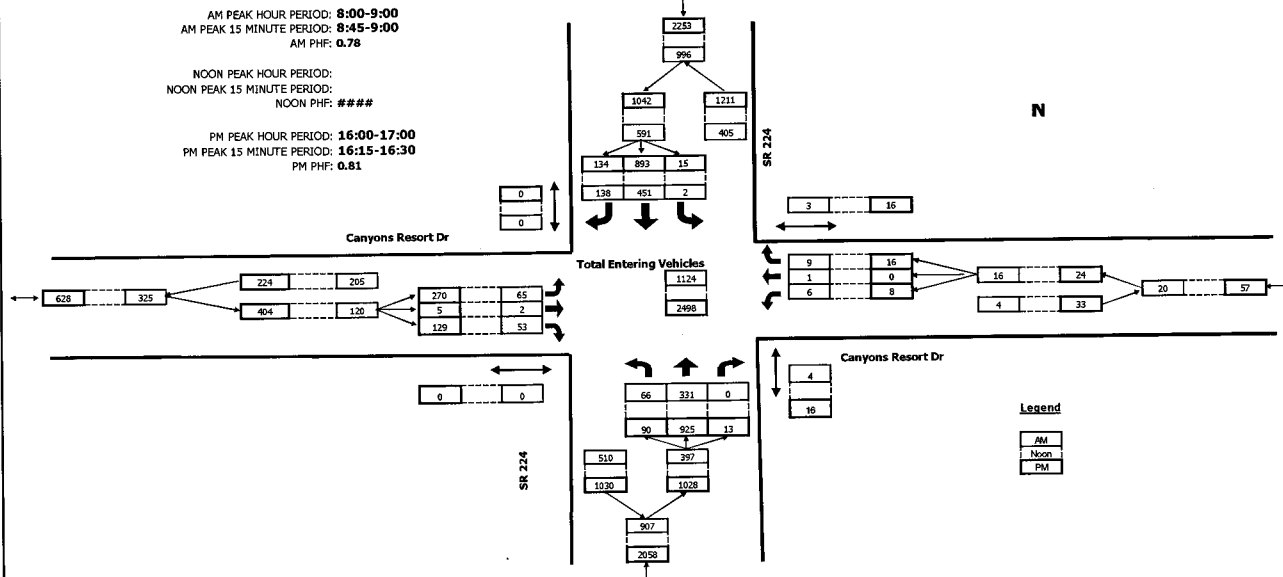 AM PEAK HOUR PERIOD: 8:00-9:00
AM PEAK 15 MINUTE PERIOD: 8:45-9:00
AM PHF: 0.78
NOON PEAK HOUR PERIOD:
NOON PEAK 15 MINUTE PERIOD:
NOON PHF: ####
PM PEAK HOUR PERIOD: 16:00-17:00
PM PEAK 15 MINUTE PERIOD: 16:15-16:30
PM PHF: 0.81
2253
996
1042
1211
591
405
134 893 15
138 451 2
SR 224
N
0
0
3 16
Canyons Resort Dr
Total Entering Vehicles
1124
2498
628 325
224 205
404 120
270 65
5 2
129 53
9 16
1 0
6 8
16 24
4 33
20 57
Canyons Resort Dr
0 0
4
16
66 331 0
90 925 13
510 397
1030 1028
SR 224
907
2058
Legend
AM
Noon
PM